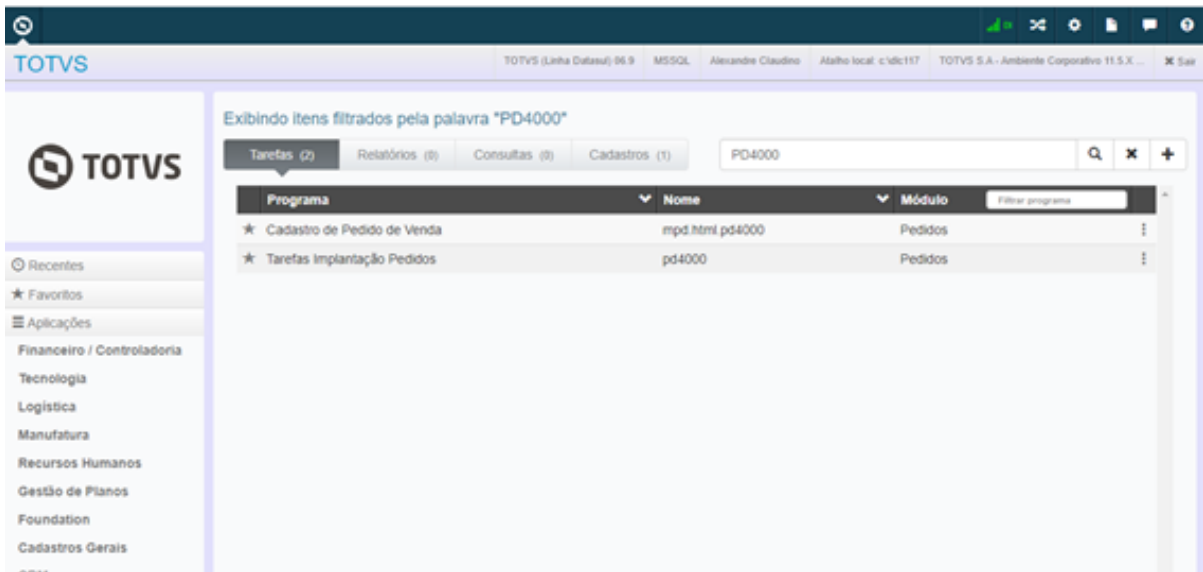 TOTVS
TOTVS (Linha Datasul) 06.9 MSSQL Alexandre Claudino Atalho local: c:\dlc117 TOTVS S.A - Ambiente Corporativo 11.5.X ... Sair
TOTVS
Exibindo itens filtrados pela palavra "PD4000"
Tarefas (2) Relatórios (0) Consultas (0) Cadastros (1) PD4000
Programa Nome Módulo Filtrar programa
Cadastro de Pedido de Venda mpd.html.pd4000 Pedidos
Tarefas Implantação Pedidos pd4000 Pedidos
Recentes
Favoritos
Aplicações
Financeiro / Controladoria
Tecnologia
Logística
Manufatura
Recursos Humanos
Gestão de Planos
Foundation
Cadastros Gerais